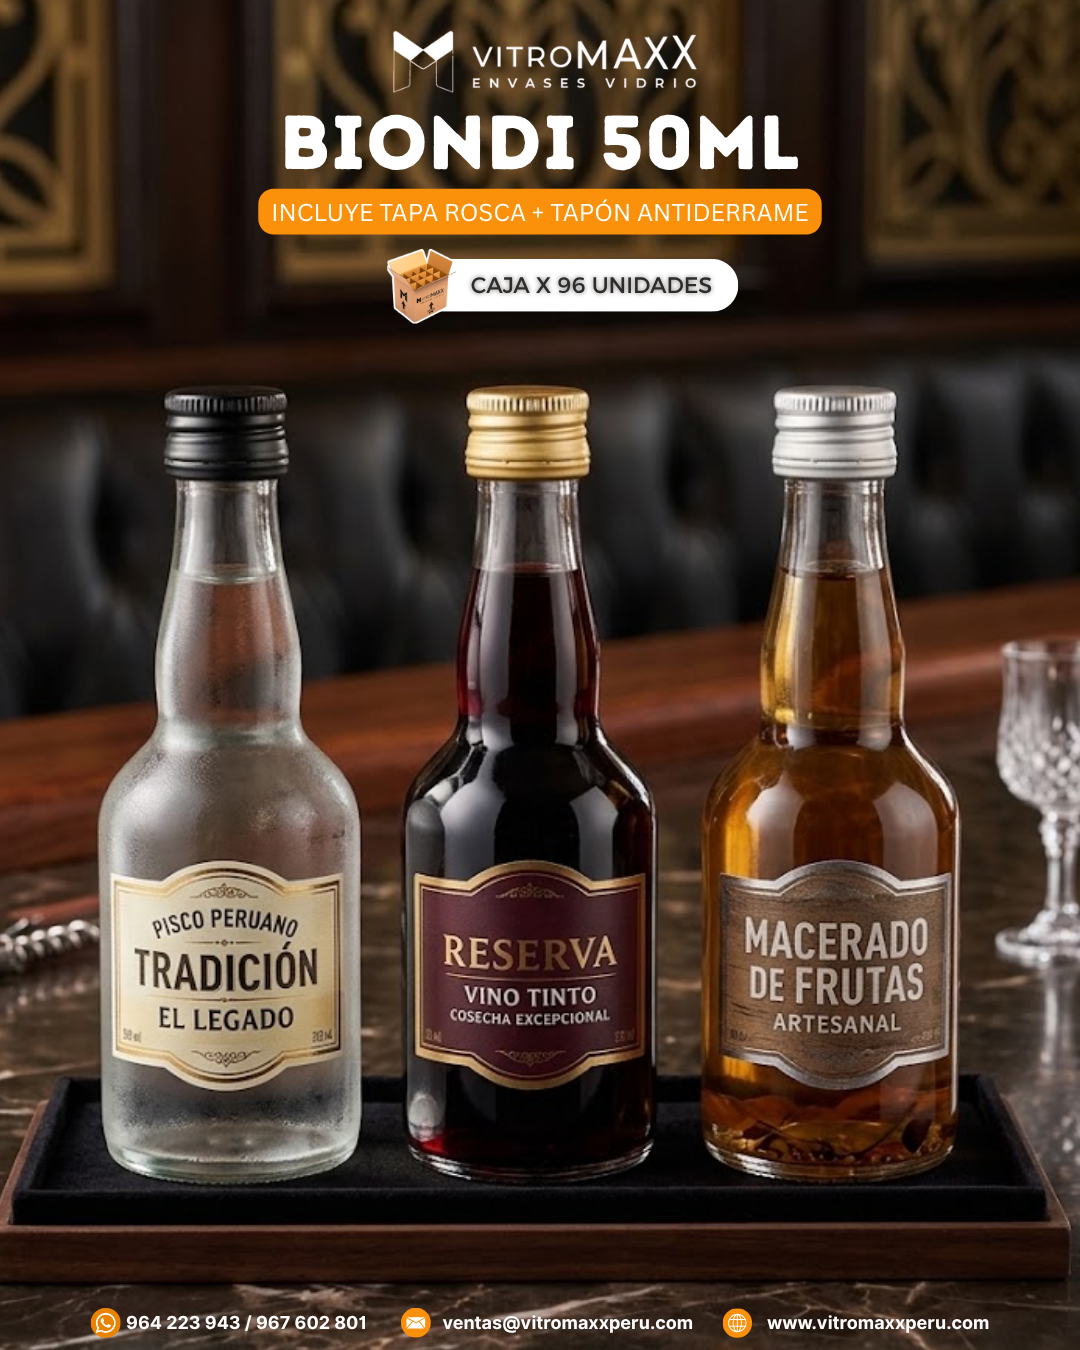 VITROMAXX
ENVASES VIDRIO
BIONDI 50ML
INCLUYE TAPA ROSCA + TAPÓN ANTIDERRAME
CAJA X 96 UNIDADES
PISCO PERUANO
TRADICIÓN
EL LEGADO
RESERVA
VINO TINTO
COSECHA EXCEPCIONAL
MACERADO
DE FRUTAS
ARTESANAL
964 223 943 / 967 602 801
ventas@vitromaxxperu.com
www.vitromaxxperu.com